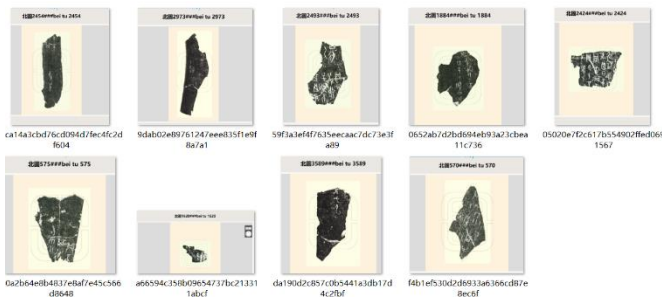 北圖2454###bei tu 2454
北圖2973###bei tu 2973
北圖2493###bei tu 2493
北圖1884###bei tu 1884
北圖2424###bei tu 2424
ca14a3cbd76cd094d7fec4fc2d
f604
9dab02e89761247eee835f1e9f
8a7a1
59f3a3ef4f7635eecaac7dc73e3f
a89
0652ab7d2bd694eb93a23cbea
11c736
05020e7f2c617b554902ffed069
1567
北圖575###bei tu 575
北圖3589###bei tu 3589
北圖570###bei tu 570
0a2b64e8b4837e8af7e45c566
d8648
a66594c358b09654737bc21331
1abcf
da190d2c857c0b5441a3db17d
4c2fbf
f4b1ef530d2d6933a6366cd87e
8ec6f